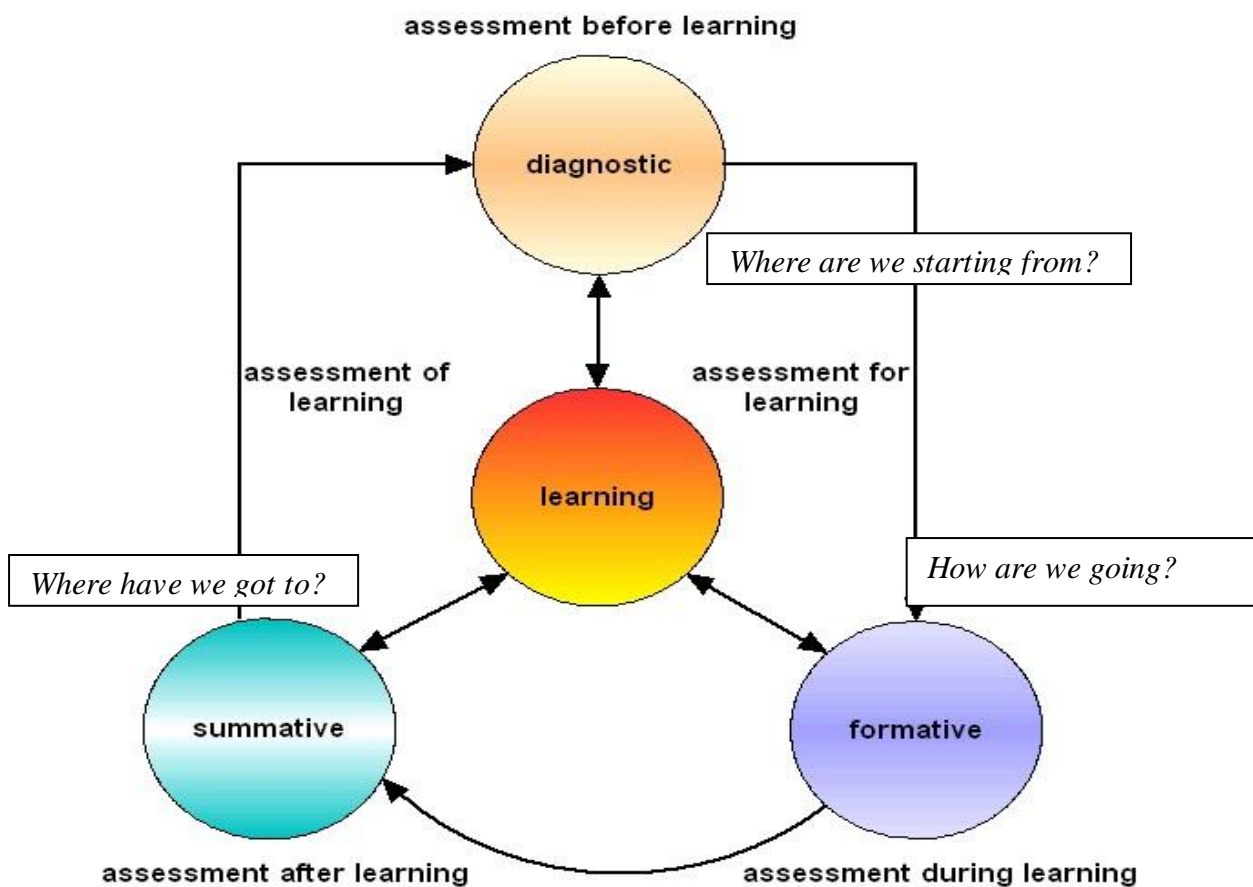 assessment before learning
diagnostic
Where are we starting from?
assessment of
learning
assessment for
learning
learning
Where have we got to?
How are we going?
summative
formative
assessment after learning
assessment during learning